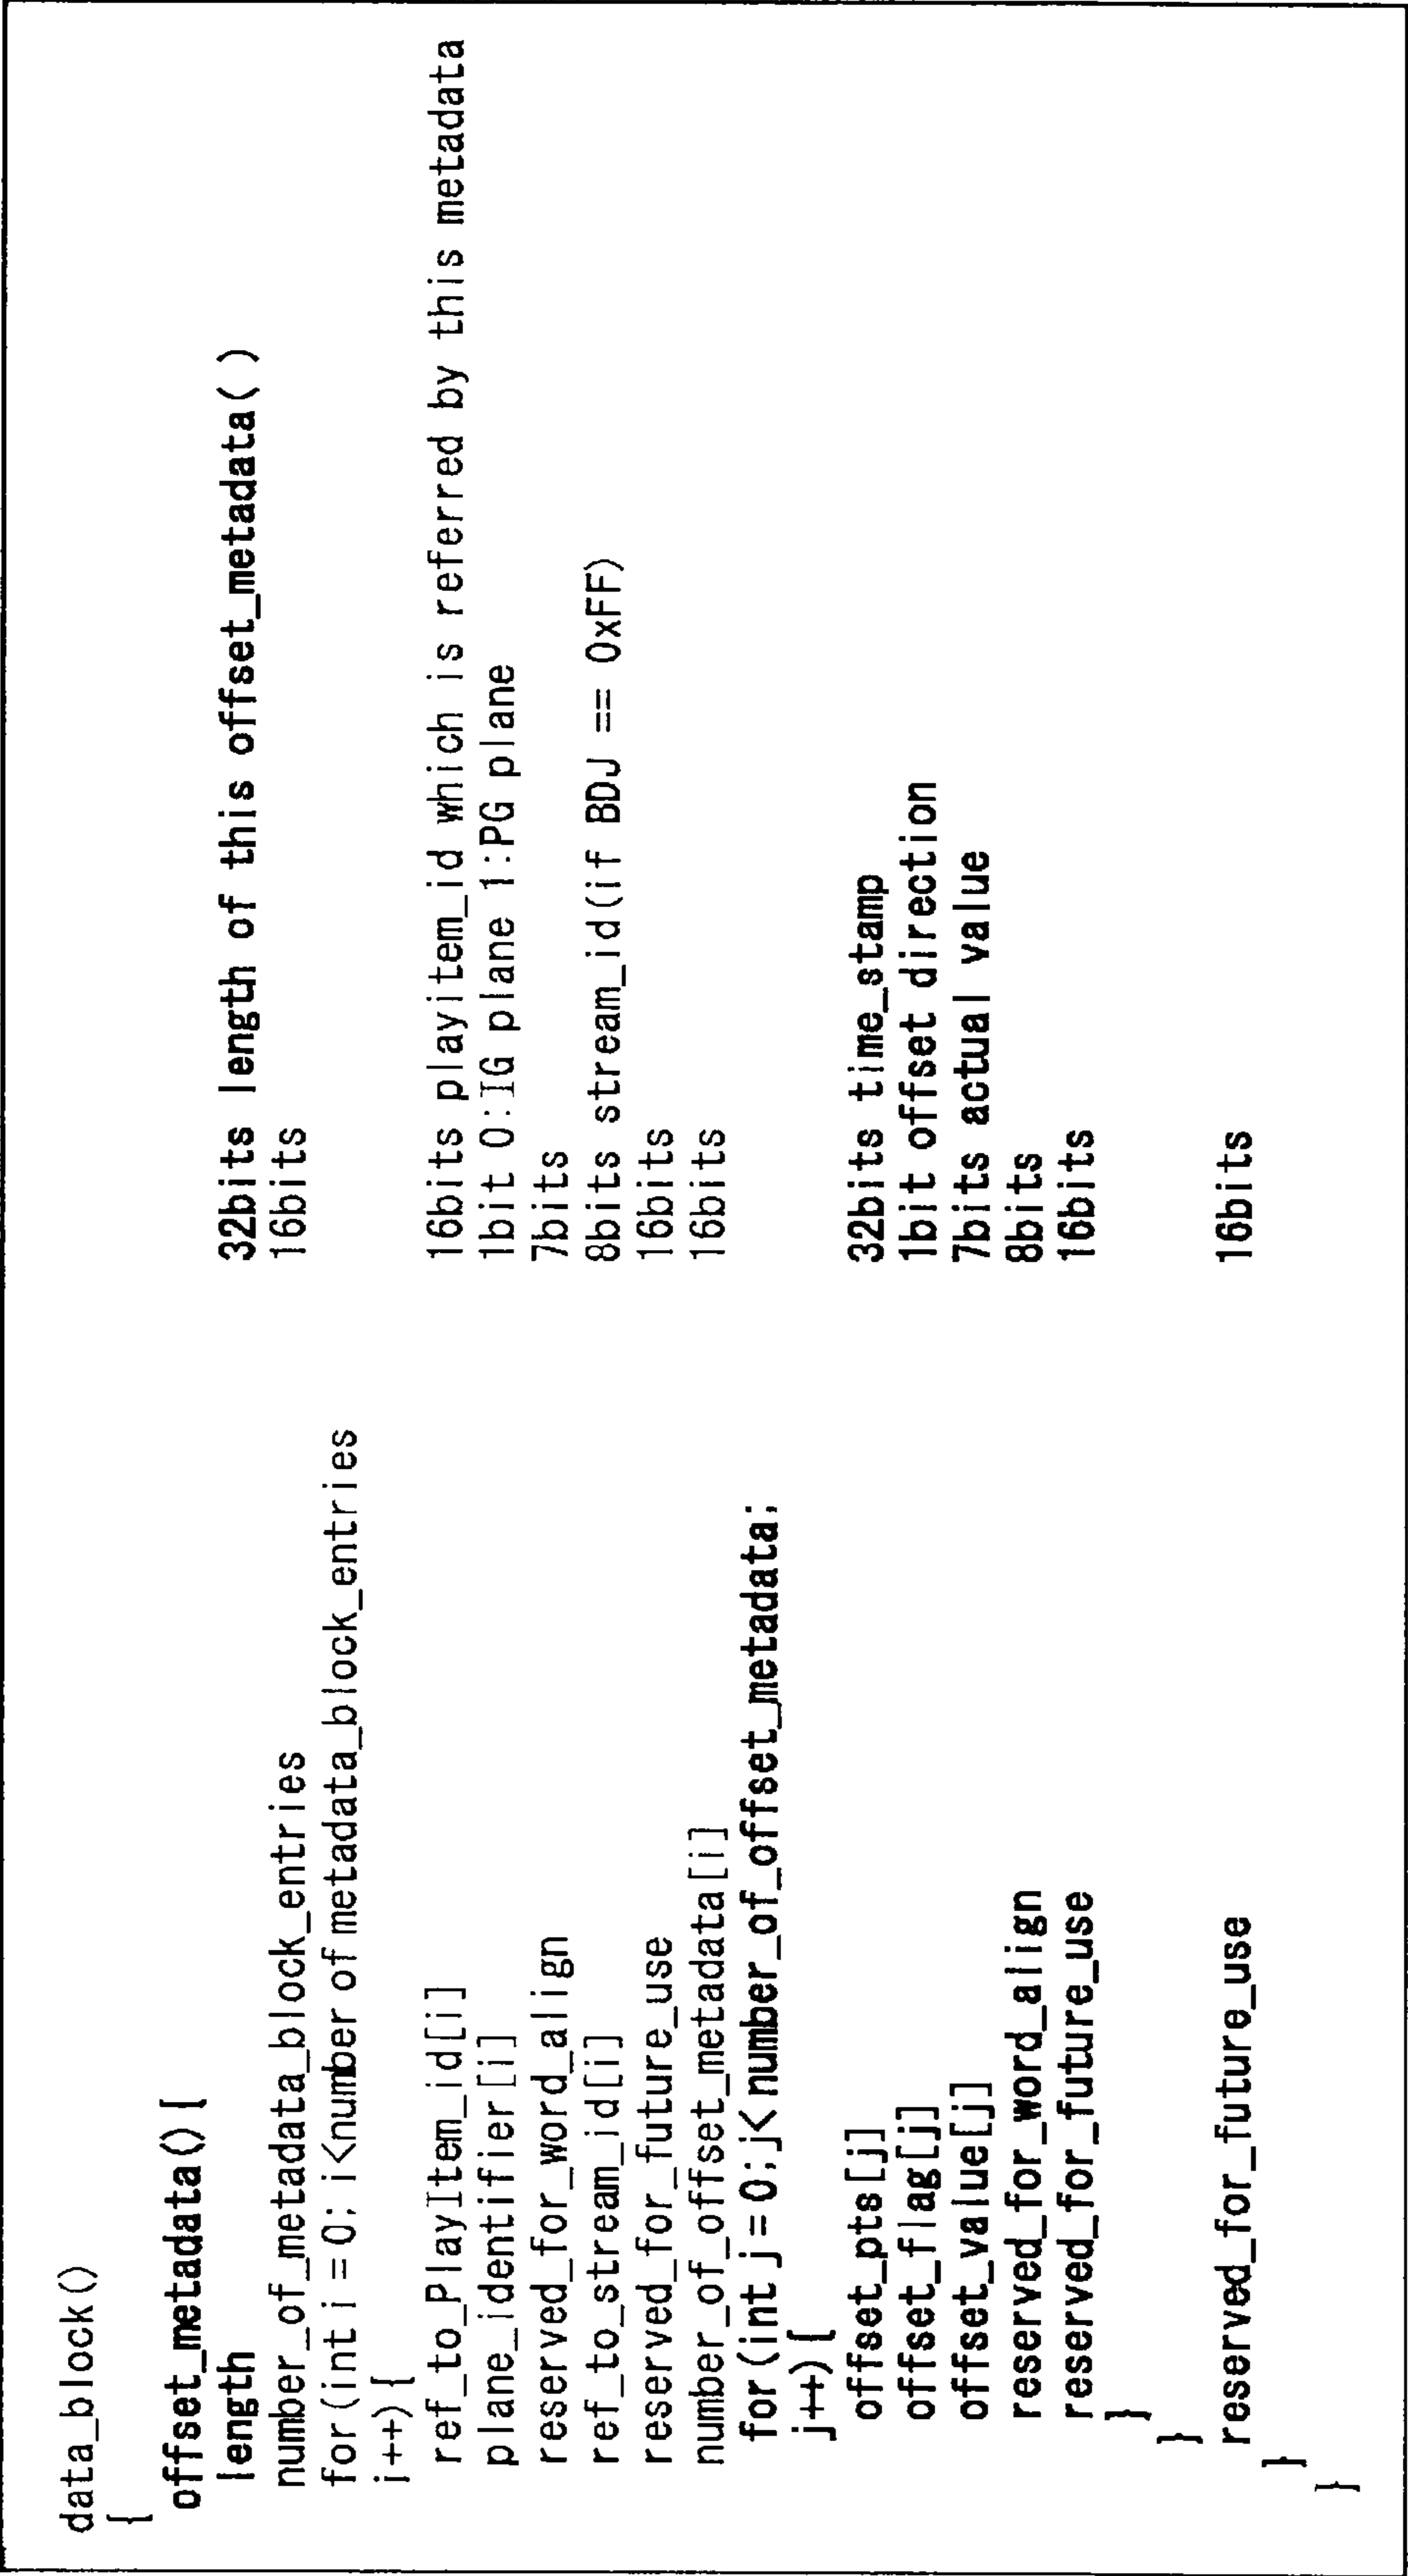 data_block()
{
offset_metadata() {
length 32bits length of this offset_metadata( )
number_of_metadata_block_entries 16bits
for(int i =0; i<number of metadata_block_entries
i++) {
ref_to_PlayItem_id[i] 16bits playitem_id which is referred by this metadata
plane_identifier[i] 1bit 0:IG plane 1:PG plane
reserved_for_word_align 7bits
ref_to_stream_id[i] 8bits stream_id(if BDJ == 0xFF)
reserved_for_future_use 16bits
number_of_offset_metadata[i] 16bits
for(int j=0;j<number_of_offset_metadata;
j++) {
offset_pts[j] 32bits time_stamp
offset_flag[j] 1bit offset direction
offset_value[j] 7bits actual value
reserved_for_word_align 8bits
reserved_for_future_use 16bits
}
}
reserved_for_future_use 16bits
}
}